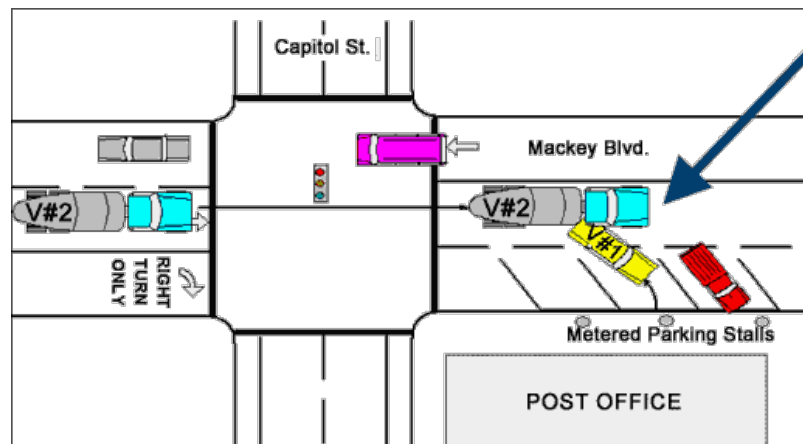 Capitol St.
Mackey Blvd.
V#2
V#2
V#1
RIGHT
TURN
ONLY
Metered Parking Stalls
POST OFFICE